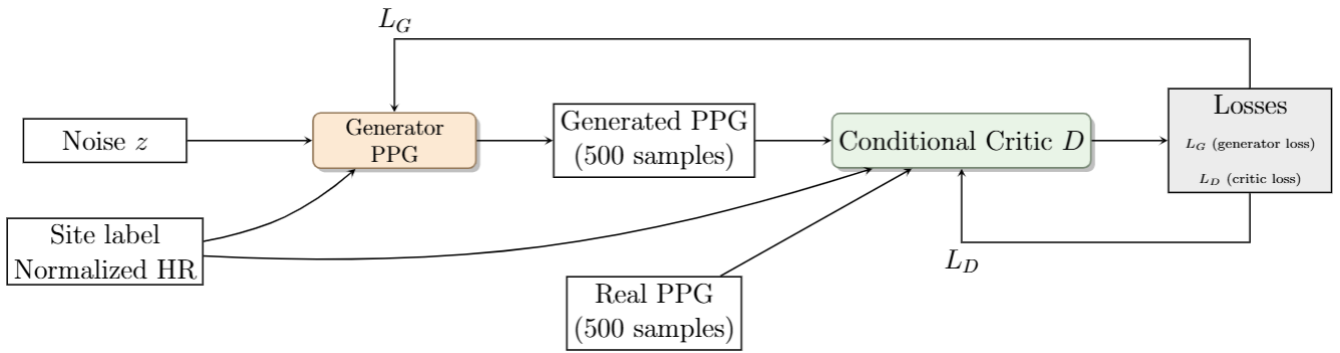 L_G
Noise z
Generator
PPG
Generated PPG
(500 samples)
Conditional Critic D
Losses
L_G (generator loss)
L_D (critic loss)
Site label
Normalized HR
Real PPG
(500 samples)
L_D